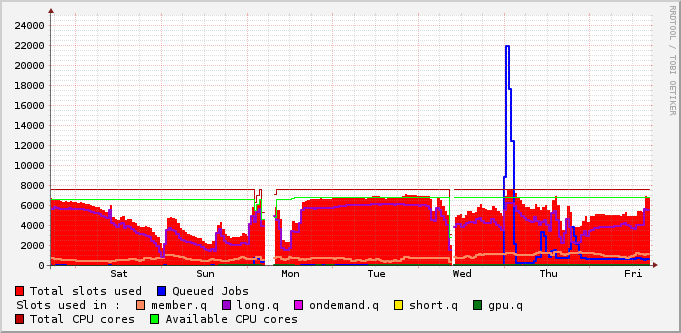 24000
22000
20000
18000
16000
14000
12000
10000
8000
6000
4000
2000
0
Sat Sun Mon Tue Wed Thu Fri
Total slots used Queued Jobs
Slots used in : member.q long.q ondemand.q short.q gpu.q
Total CPU cores Available CPU cores
RRDTOOL / TOBI OETIKER